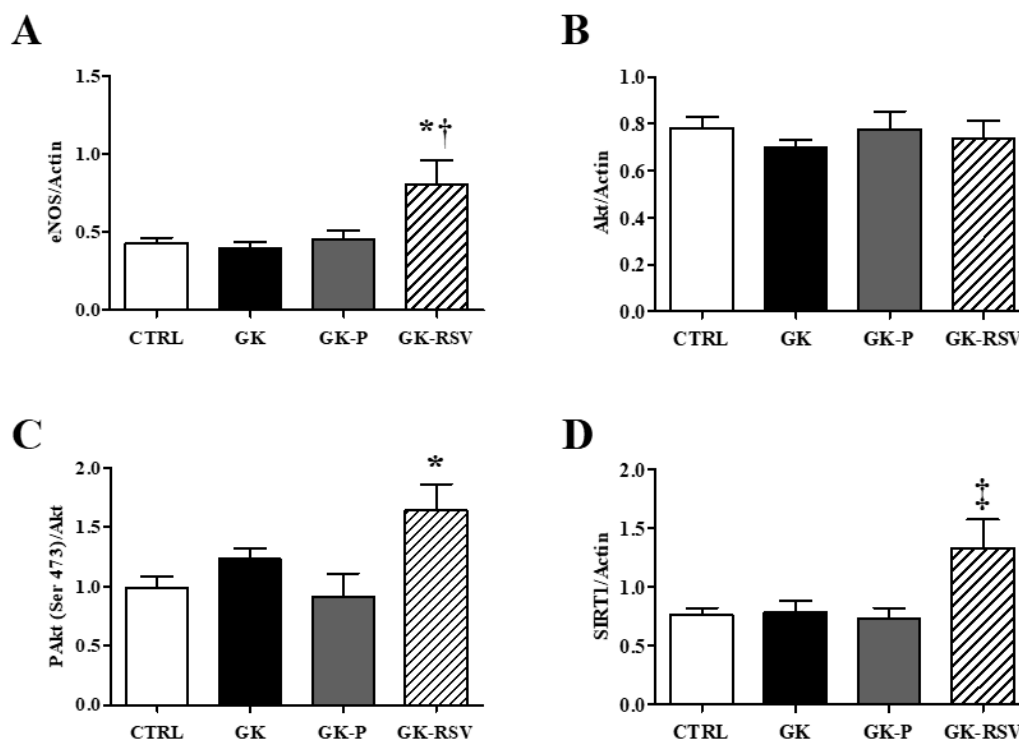 A
eNOS/Actin
1.5
1.0
0.5
0.0
*†
CTRL GK GK-P GK-RSV
B
Akt/Actin
1.0
0.8
0.6
0.4
0.2
0.0
CTRL GK GK-P GK-RSV
C
PAkt (Ser 473)/Akt
2.0
1.5
1.0
0.5
0.0
*
CTRL GK GK-P GK-RSV
D
SIRT1/Actin
2.0
1.5
1.0
0.5
0.0
‡
CTRL GK GK-P GK-RSV